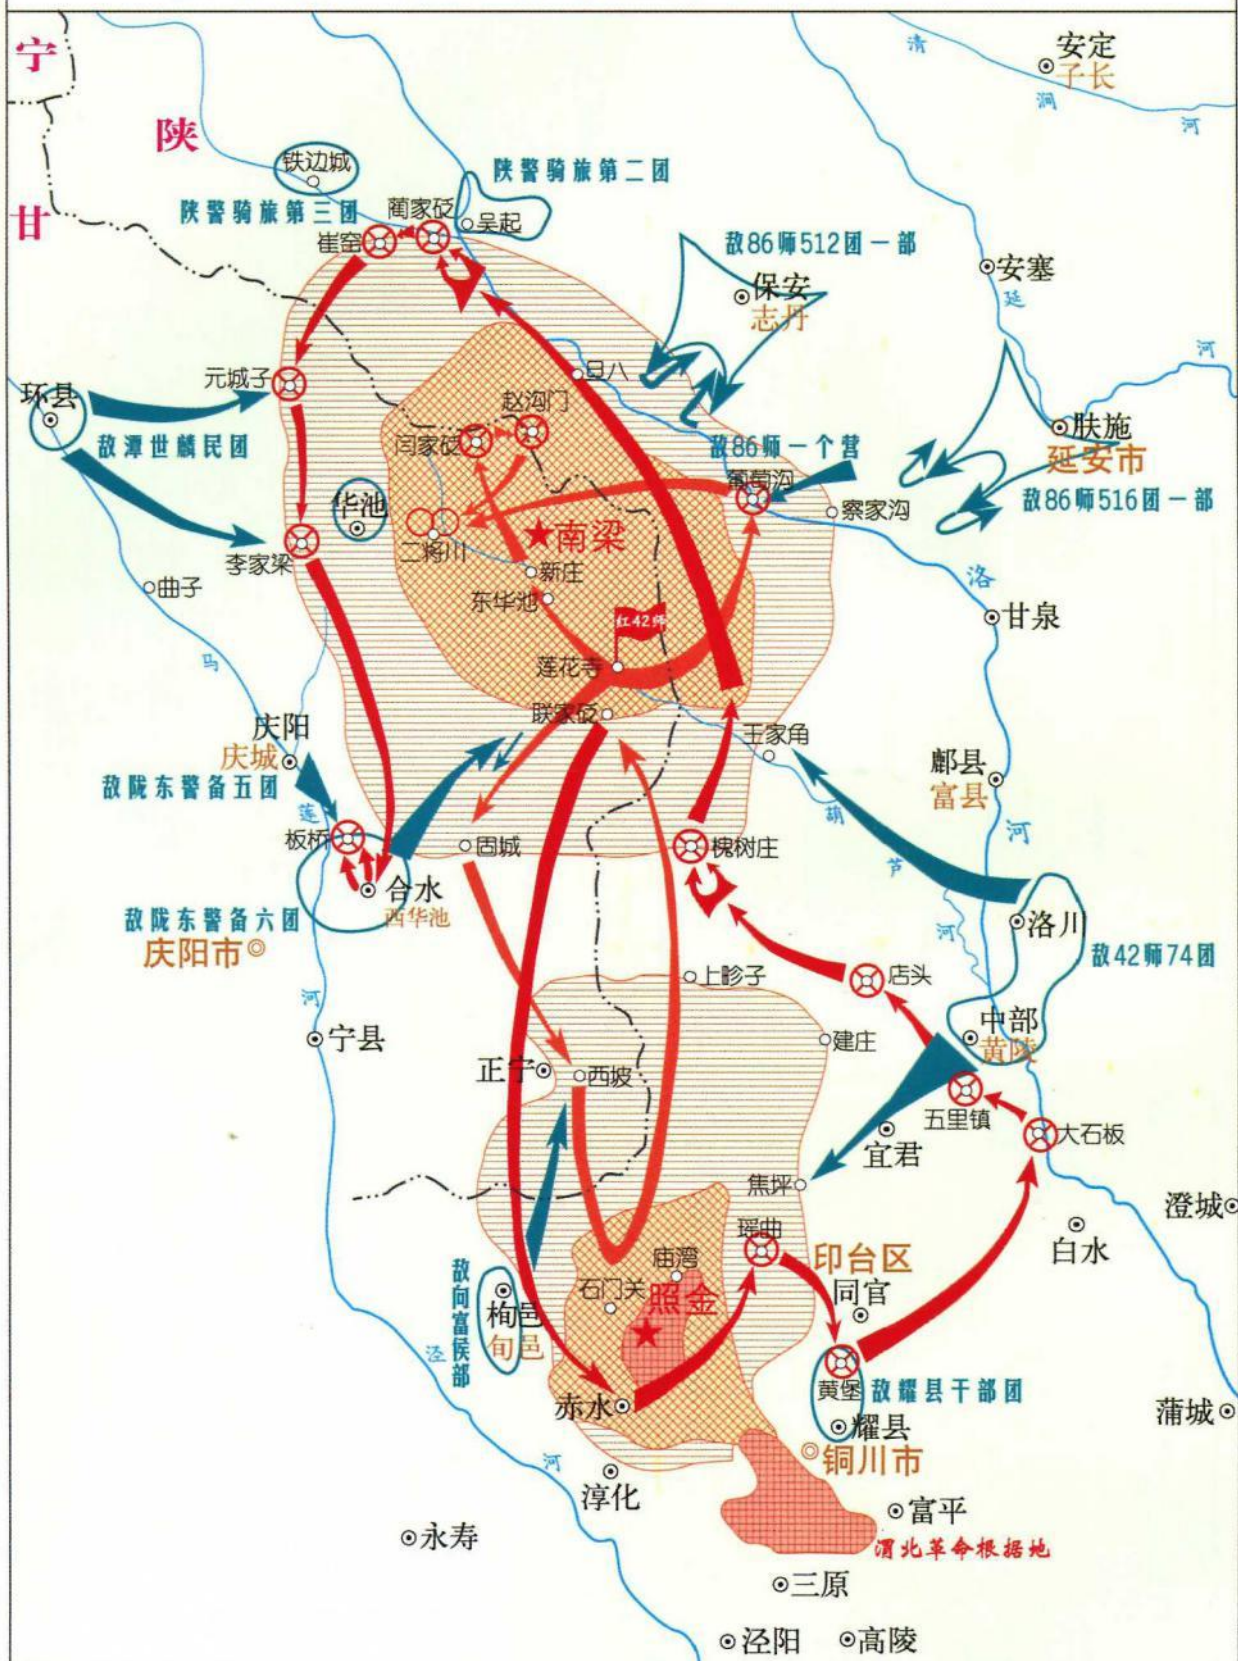 宁
陕
甘
清
涧
河
安定
子长
铁边城
陕警骑旅第三团
蔺家砭
崔窑
陕警骑旅第二团
吴起
敌86师512团一部
保安
志丹
安塞
延
河
元城子
环县
敌潭世麟民团
旦八
赵沟门
闫家砭
敌86师一个营
葡萄沟
肤施
延安市
敌86师516团一部
华池
察家沟
二将川
南梁
李家梁
新庄
东华池
曲子
洛
甘泉
红42师
莲花寺
马
联家砭
王家角
庆阳
庆城
鄜县
富县
敌陇东警备五团
莲
葫
河
板桥
固城
槐树庄
芦
合水
西华池
敌陇东警备六团
庆阳市
河
洛川
敌42师74团
上畛子
店头
河
宁县
建庄
中部
黄陵
正宁
西坡
五里镇
大石板
宜君
焦坪
澄城
白水
瑶曲
印台区
庙湾
同官
石门关
照金
敌向富侯部
栒邑
旬邑
泾
黄堡
敌耀县干部团
赤水
耀县
蒲城
铜川市
河
淳化
富平
永寿
渭北革命根据地
三原
泾阳
高陵